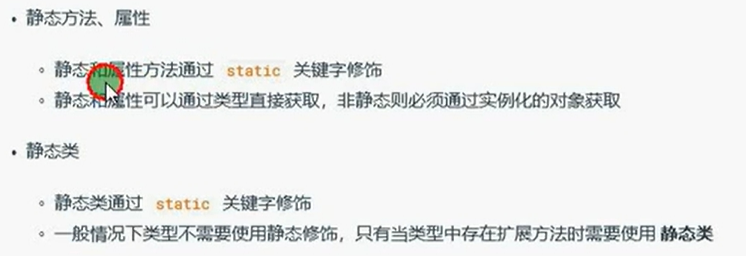 静态方法、属性
静态和属性方法通过 static 关键字修饰
静态和属性可以通过类型直接获取，非静态则必须通过实例化的对象获取
静态类
静态类通过 static 关键字修饰
一般情况下类型不需要使用静态修饰，只有当类型中存在扩展方法时需要使用 静态类